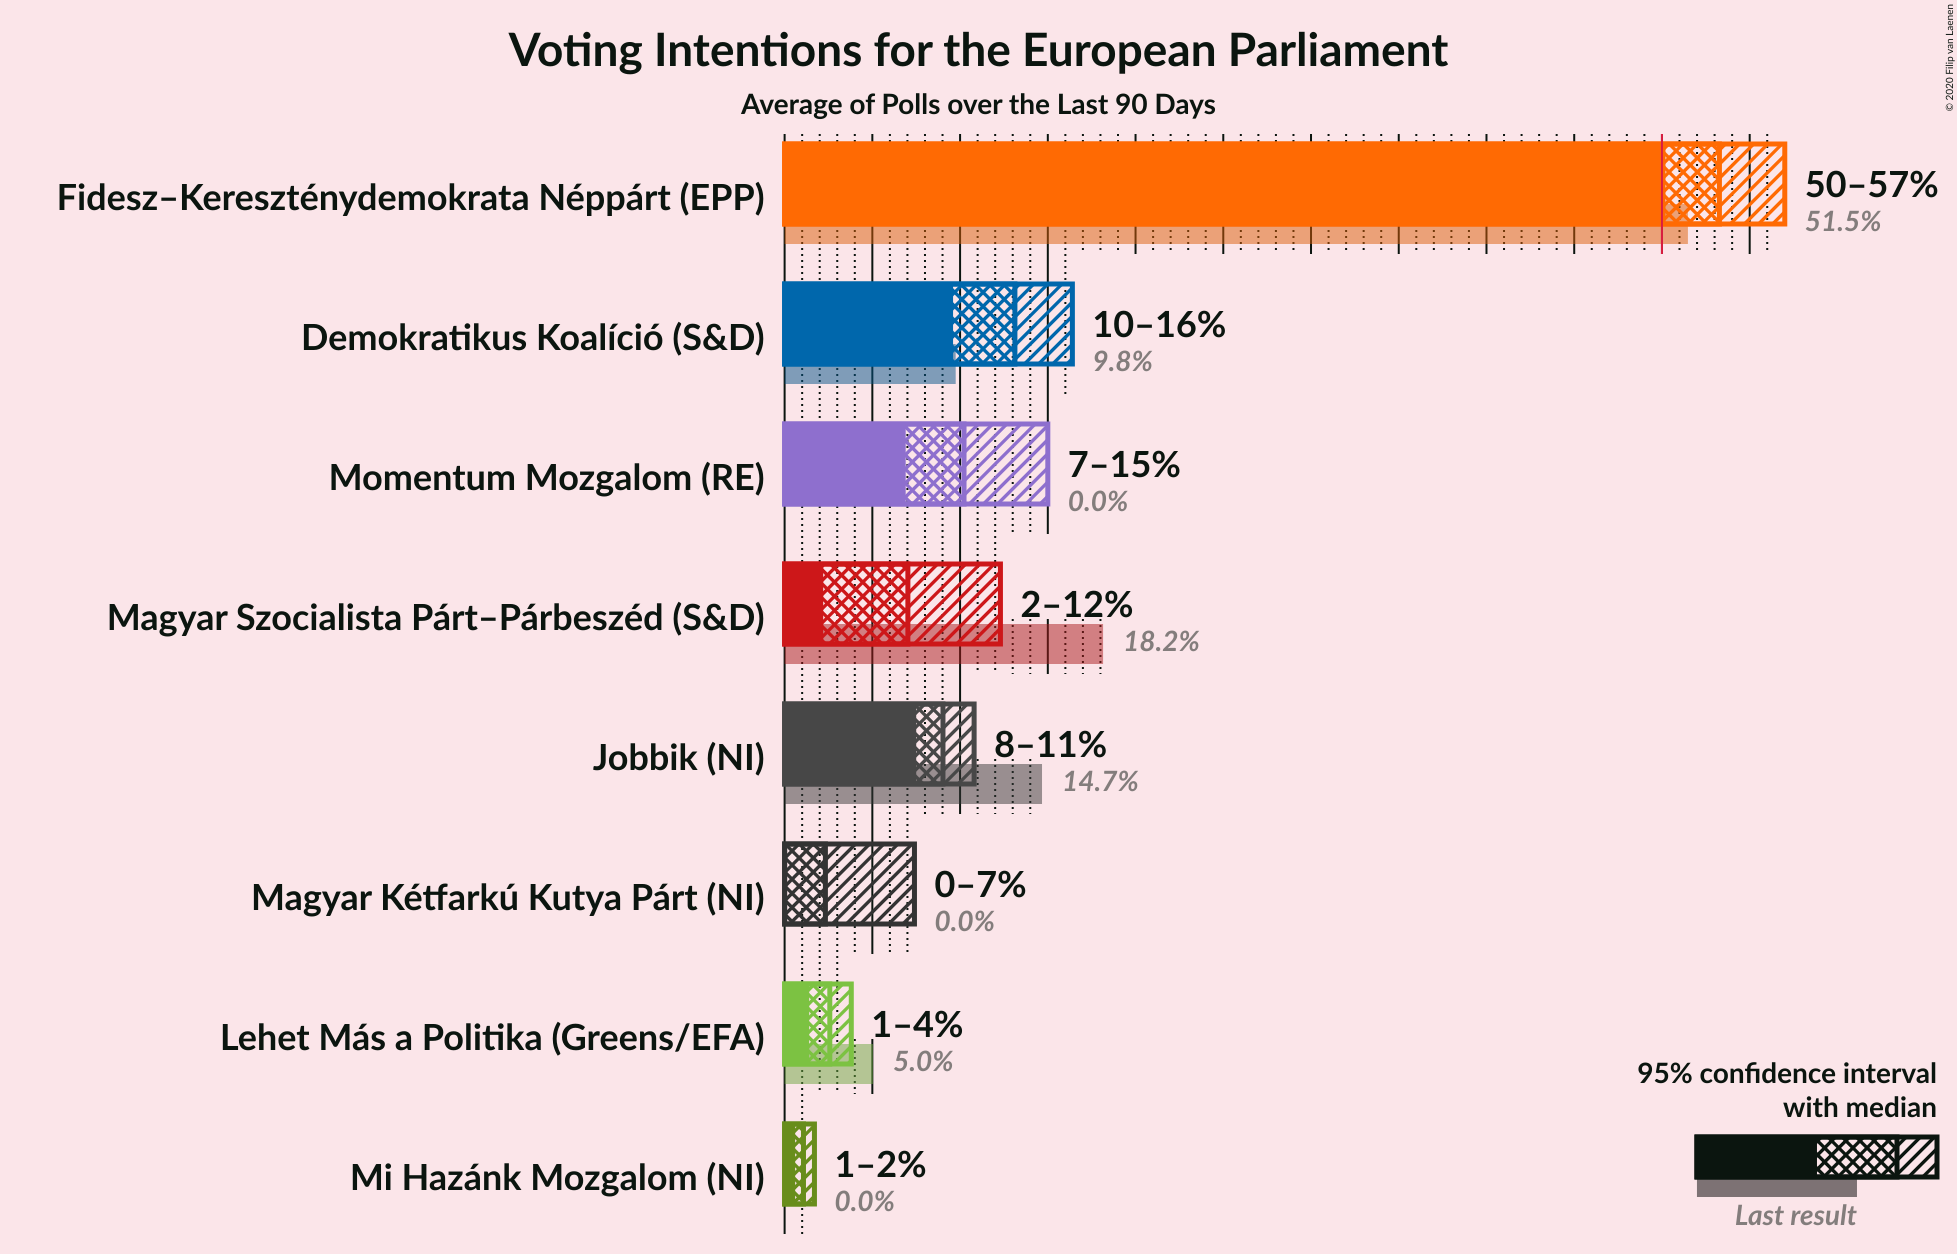 Voting Intentions for the European Parliament
Average of Polls over the Last 90 Days
© 2020 Filip van Laenen
Fidesz–Kereszténydemokrata Néppárt (EPP)
50–57%
51.5%
Demokratikus Koalíció (S&D)
10–16%
9.8%
Momentum Mozgalom (RE)
7–15%
0.0%
Magyar Szocialista Párt–Párbeszéd (S&D)
2–12%
18.2%
Jobbik (NI)
8–11%
14.7%
Magyar Kétfarkú Kutya Párt (NI)
0–7%
0.0%
Lehet Más a Politika (Greens/EFA)
1–4%
5.0%
Mi Hazánk Mozgalom (NI)
1–2%
0.0%
95% confidence interval
with median
Last result